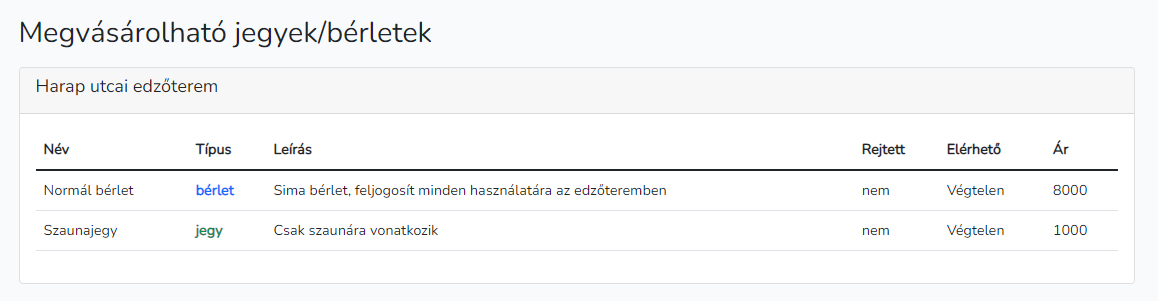 Megvásárolható jegyek/bérletek
Harap utcai edzőterem
Név Típus Leírás Rejtett Elérhető Ár
Normál bérlet bérlet Sima bérlet, feljogosít minden használatára az edzőteremben nem Végtelen 8000
Szaunajegy jegy Csak szaunára vonatkozik nem Végtelen 1000